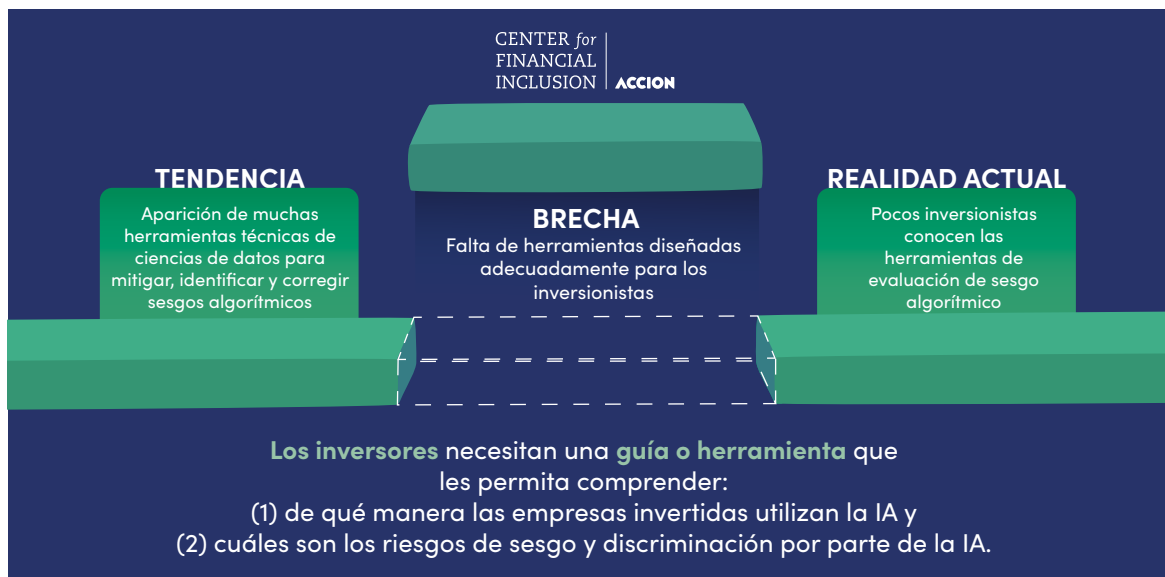 CENTER for
FINANCIAL
INCLUSION
ACCION
TENDENCIA
Aparición de muchas
herramientas técnicas de
ciencias de datos para
mitigar, identificar y corregir
sesgos algorítmicos
BRECHA
Falta de herramientas diseñadas
adecuadamente para los
inversionistas
REALIDAD ACTUAL
Pocos inversionistas
conocen las
herramientas de
evaluación de sesgo
algorítmico
Los inversores necesitan una guía o herramienta que
les permita comprender:
(1) de qué manera las empresas invertidas utilizan la IA y
(2) cuáles son los riesgos de sesgo y discriminación por parte de la IA.